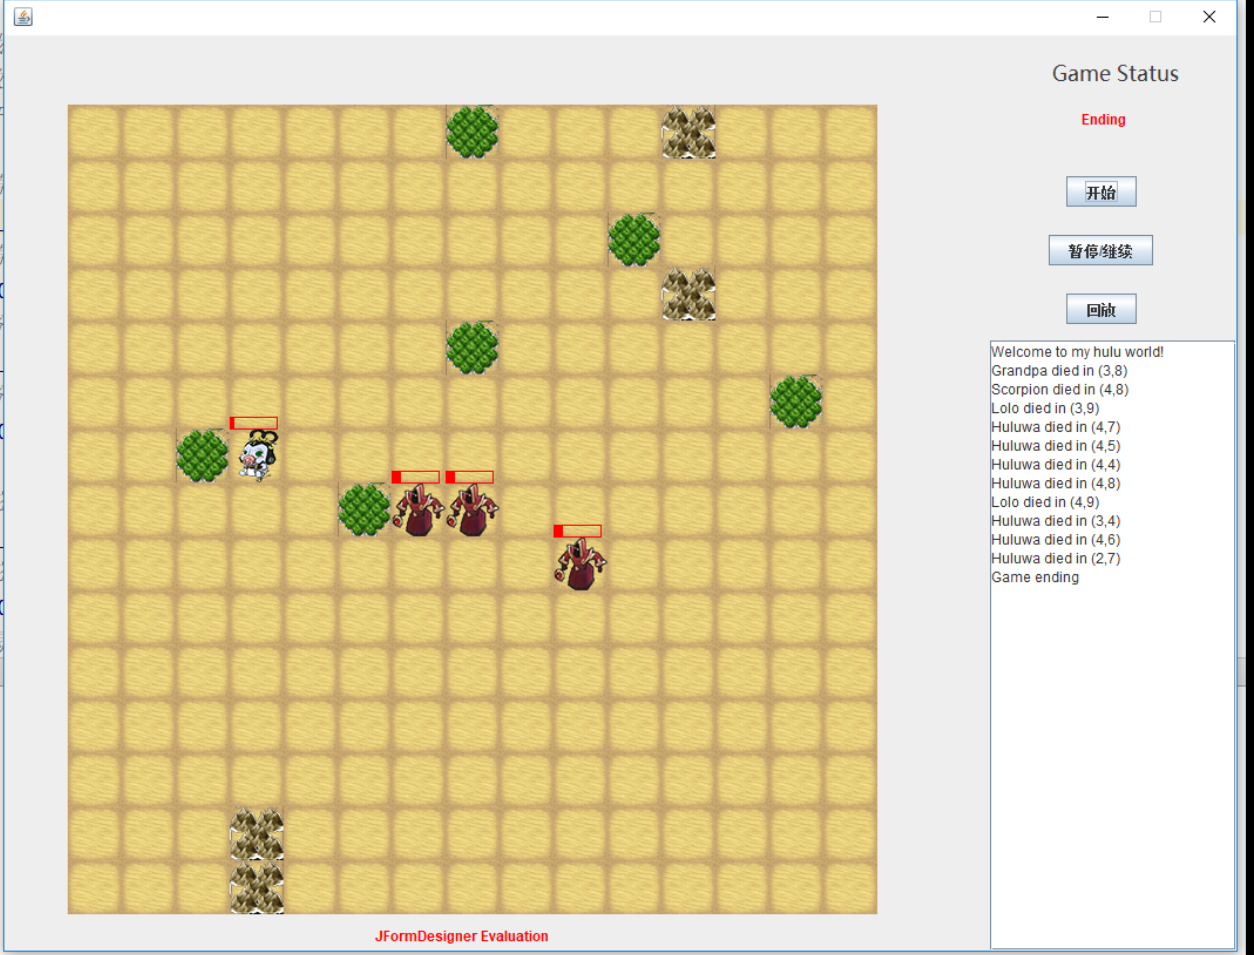 Game Status
Ending
开始
暂停/继续
回放
Welcome to my hulu world!
Grandpa died in (3,8)
Scorpion died in (4,8)
Lolo died in (3,9)
Huluwa died in (4,7)
Huluwa died in (4,5)
Huluwa died in (4,4)
Huluwa died in (4,8)
Lolo died in (4,9)
Huluwa died in (3,4)
Huluwa died in (4,6)
Huluwa died in (2,7)
Game ending
JFormDesigner Evaluation